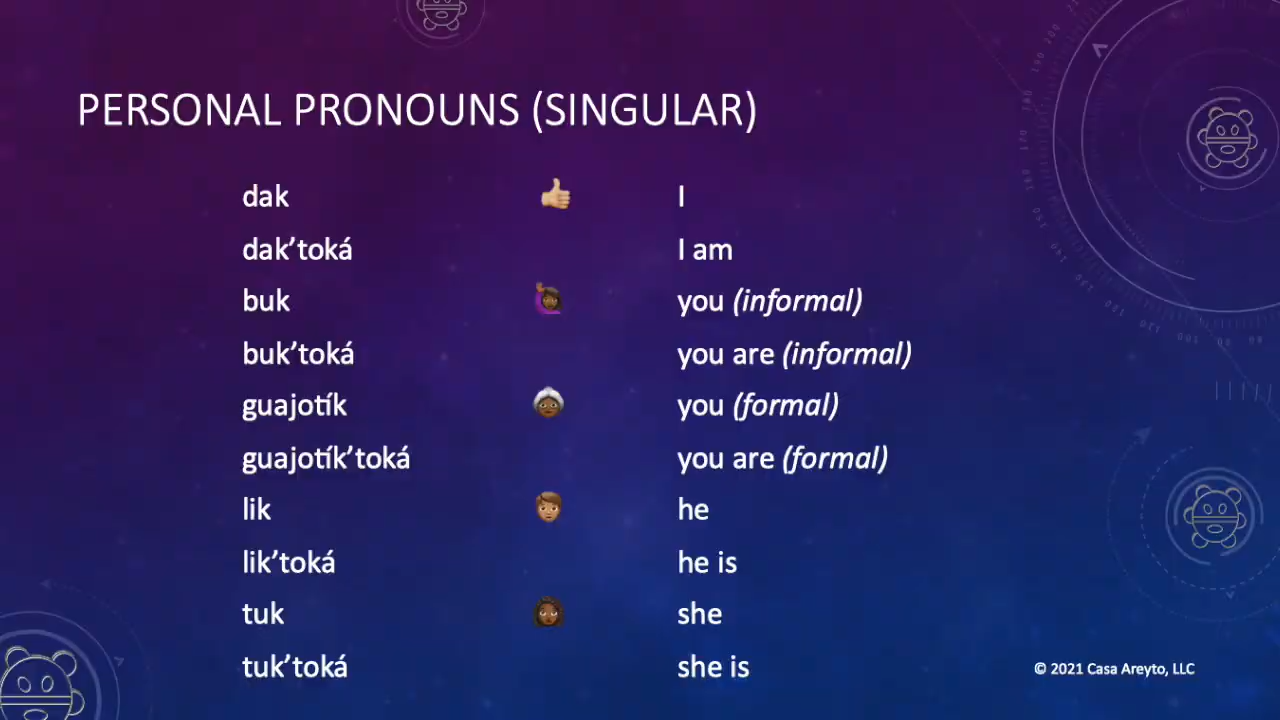 PERSONAL PRONOUNS (SINGULAR)
dak I
dak’toká I am
buk you (informal)
buk’toká you are (informal)
guajotík you (formal)
guajotík’toká you are (formal)
lik he
lik’toká he is
tuk she
tuk’toká she is
© 2021 Casa Areyto, LLC